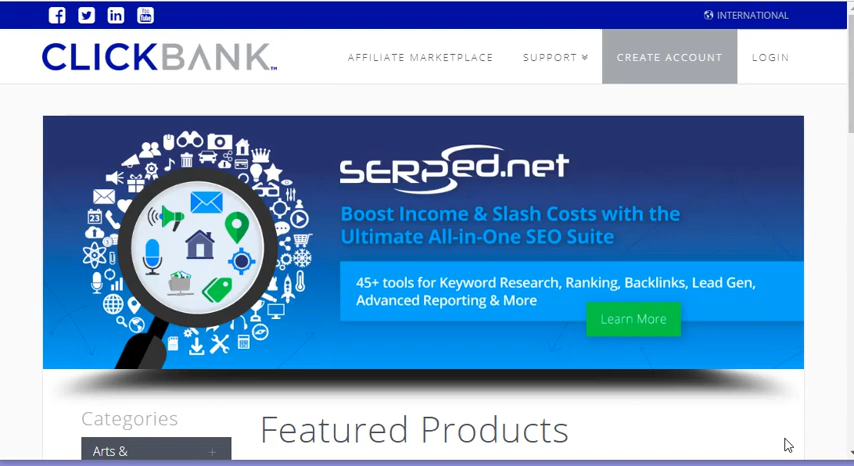 INTERNATIONAL
CLICKBANK™
AFFILIATE MARKETPLACE
SUPPORT
CREATE ACCOUNT
LOGIN
SERPed.net
Boost Income & Slash Costs with the
Ultimate All-in-One SEO Suite
45+ tools for Keyword Research, Ranking, Backlinks, Lead Gen,
Advanced Reporting & More
Learn More
23
Categories
Featured Products
Arts &
+